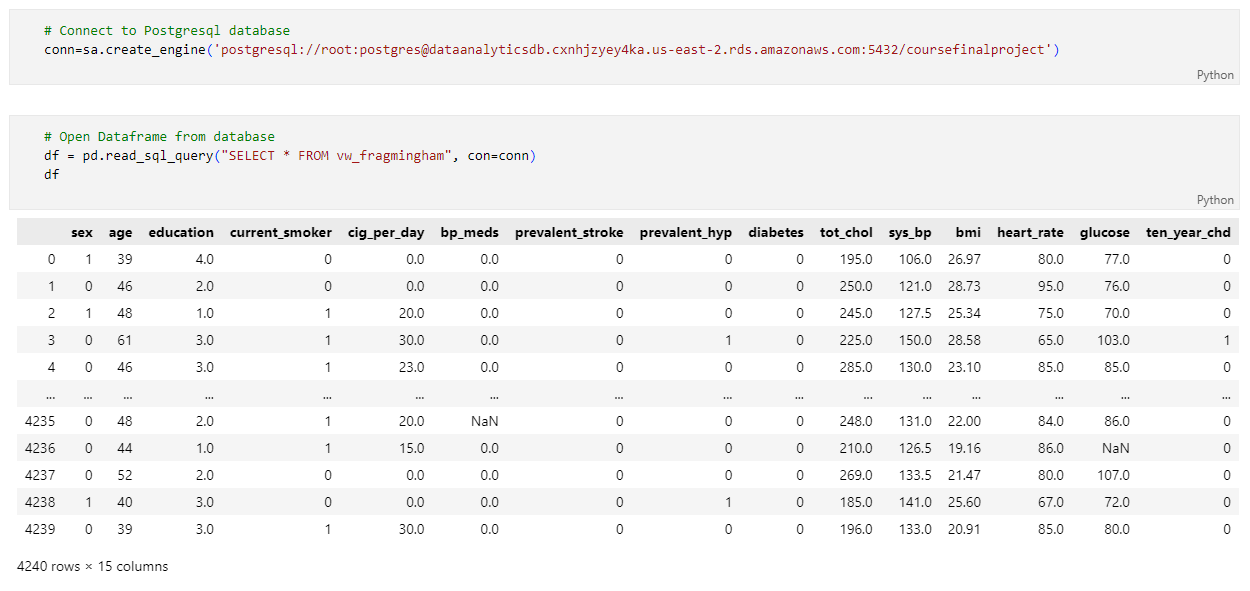 # Connect to Postgresql database
conn=sa.create_engine('postgresql://root:postgres@dataanalyticsdb.cxnhjzyey4ka.us-east-2.rds.amazonaws.com:5432/coursefinalproject')
Python
# Open Dataframe from database
df = pd.read_sql_query("SELECT * FROM vw_fragmingham", con=conn)
df
Python
sex age education current_smoker cig_per_day bp_meds prevalent_stroke prevalent_hyp diabetes tot_chol sys_bp bmi heart_rate glucose ten_year_chd
0 1 39 4.0 0 0.0 0.0 0 0 0 195.0 106.0 26.97 80.0 77.0 0
1 0 46 2.0 0 0.0 0.0 0 0 0 250.0 121.0 28.73 95.0 76.0 0
2 1 48 1.0 1 20.0 0.0 0 0 0 245.0 127.5 25.34 75.0 70.0 0
3 0 61 3.0 1 30.0 0.0 0 1 0 225.0 150.0 28.58 65.0 103.0 1
4 0 46 3.0 1 23.0 0.0 0 0 0 285.0 130.0 23.10 85.0 85.0 0
... ... ... ... ... ... ... ... ... ... ... ... ... ... ... ...
4235 0 48 2.0 1 20.0 NaN 0 0 0 248.0 131.0 22.00 84.0 86.0 0
4236 0 44 1.0 1 15.0 0.0 0 0 0 210.0 126.5 19.16 86.0 NaN 0
4237 0 52 2.0 0 0.0 0.0 0 0 0 269.0 133.5 21.47 80.0 107.0 0
4238 1 40 3.0 0 0.0 0.0 0 1 0 185.0 141.0 25.60 67.0 72.0 0
4239 0 39 3.0 1 30.0 0.0 0 0 0 196.0 133.0 20.91 85.0 80.0 0
4240 rows × 15 columns